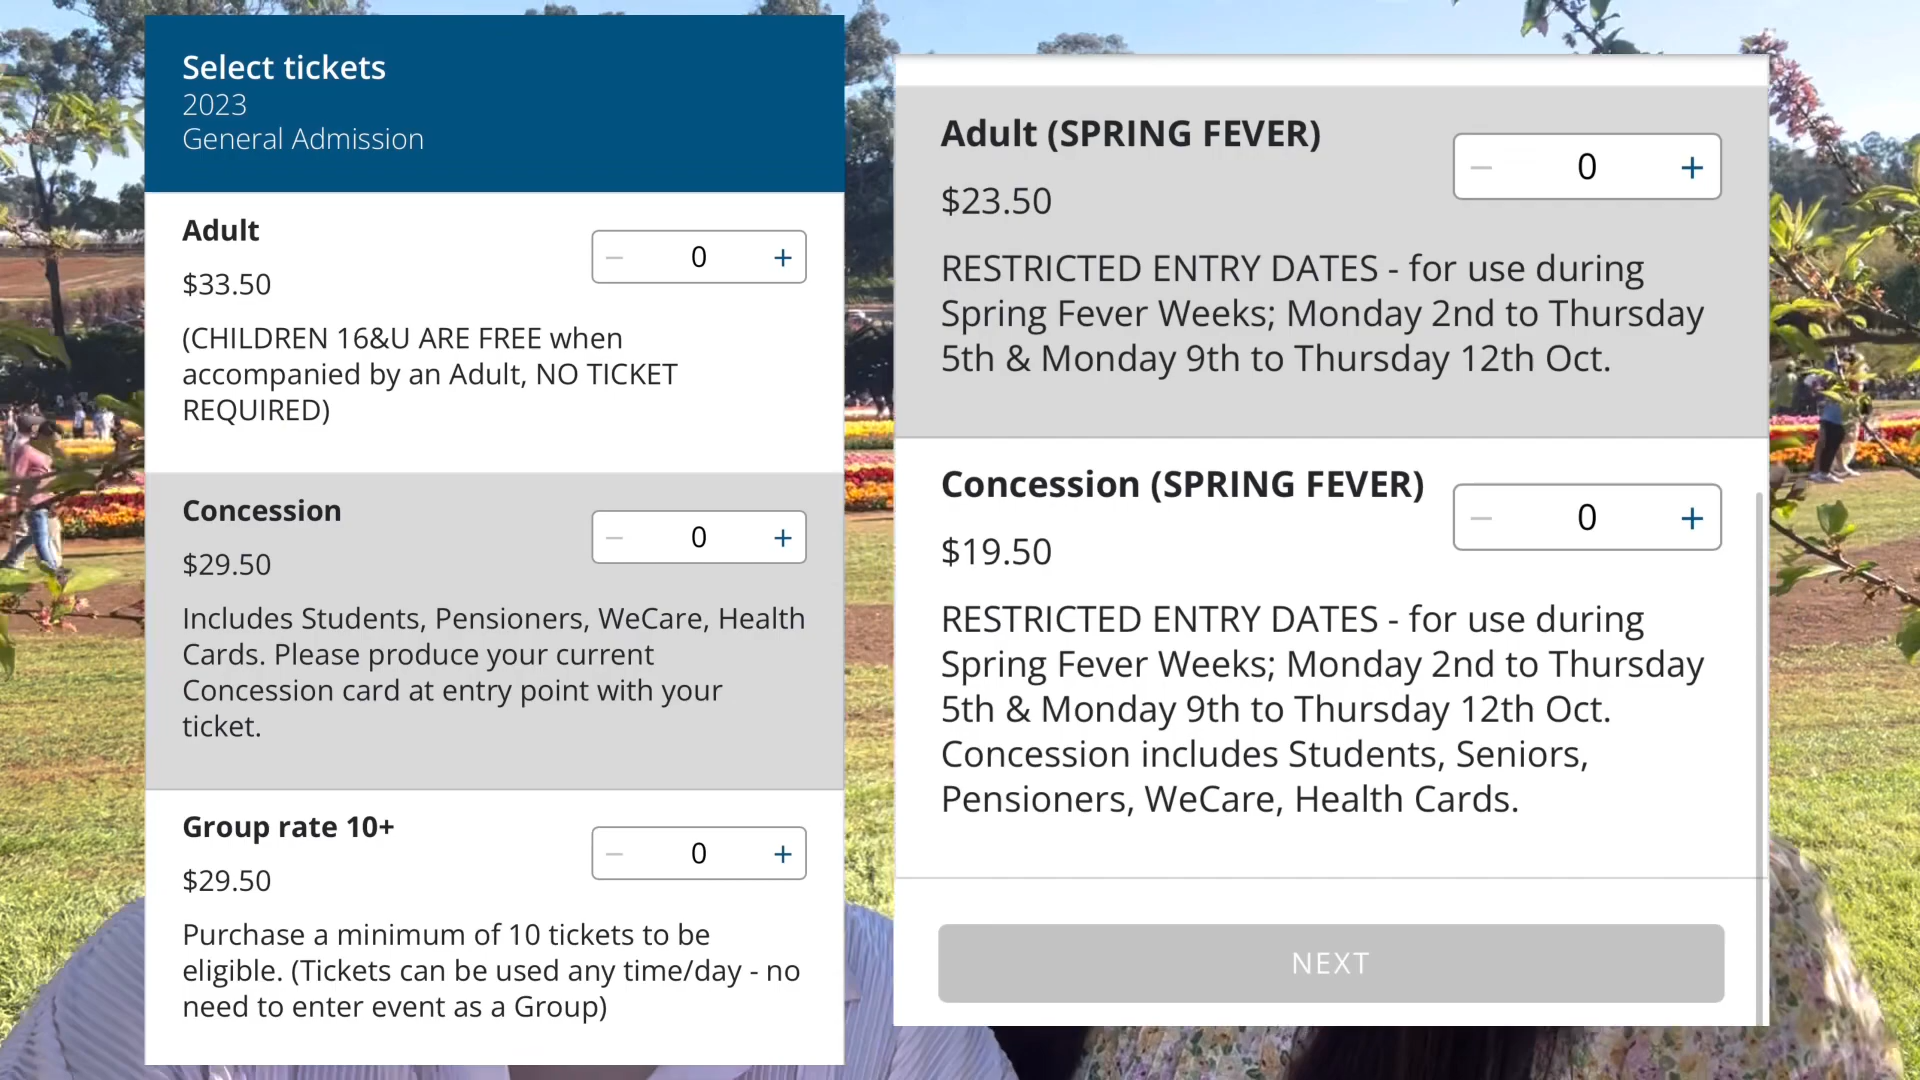 Select tickets
2023
General Admission
Adult
$33.50
− 0 +
(CHILDREN 16&U ARE FREE when
accompanied by an Adult, NO TICKET
REQUIRED)
Concession
$29.50
− 0 +
Includes Students, Pensioners, WeCare, Health
Cards. Please produce your current
Concession card at entry point with your
ticket.
Group rate 10+
$29.50
− 0 +
Purchase a minimum of 10 tickets to be
eligible. (Tickets can be used any time/day - no
need to enter event as a Group)
Adult (SPRING FEVER)
$23.50
− 0 +
RESTRICTED ENTRY DATES - for use during
Spring Fever Weeks; Monday 2nd to Thursday
5th & Monday 9th to Thursday 12th Oct.
Concession (SPRING FEVER)
$19.50
− 0 +
RESTRICTED ENTRY DATES - for use during
Spring Fever Weeks; Monday 2nd to Thursday
5th & Monday 9th to Thursday 12th Oct.
Concession includes Students, Seniors,
Pensioners, WeCare, Health Cards.
NEXT